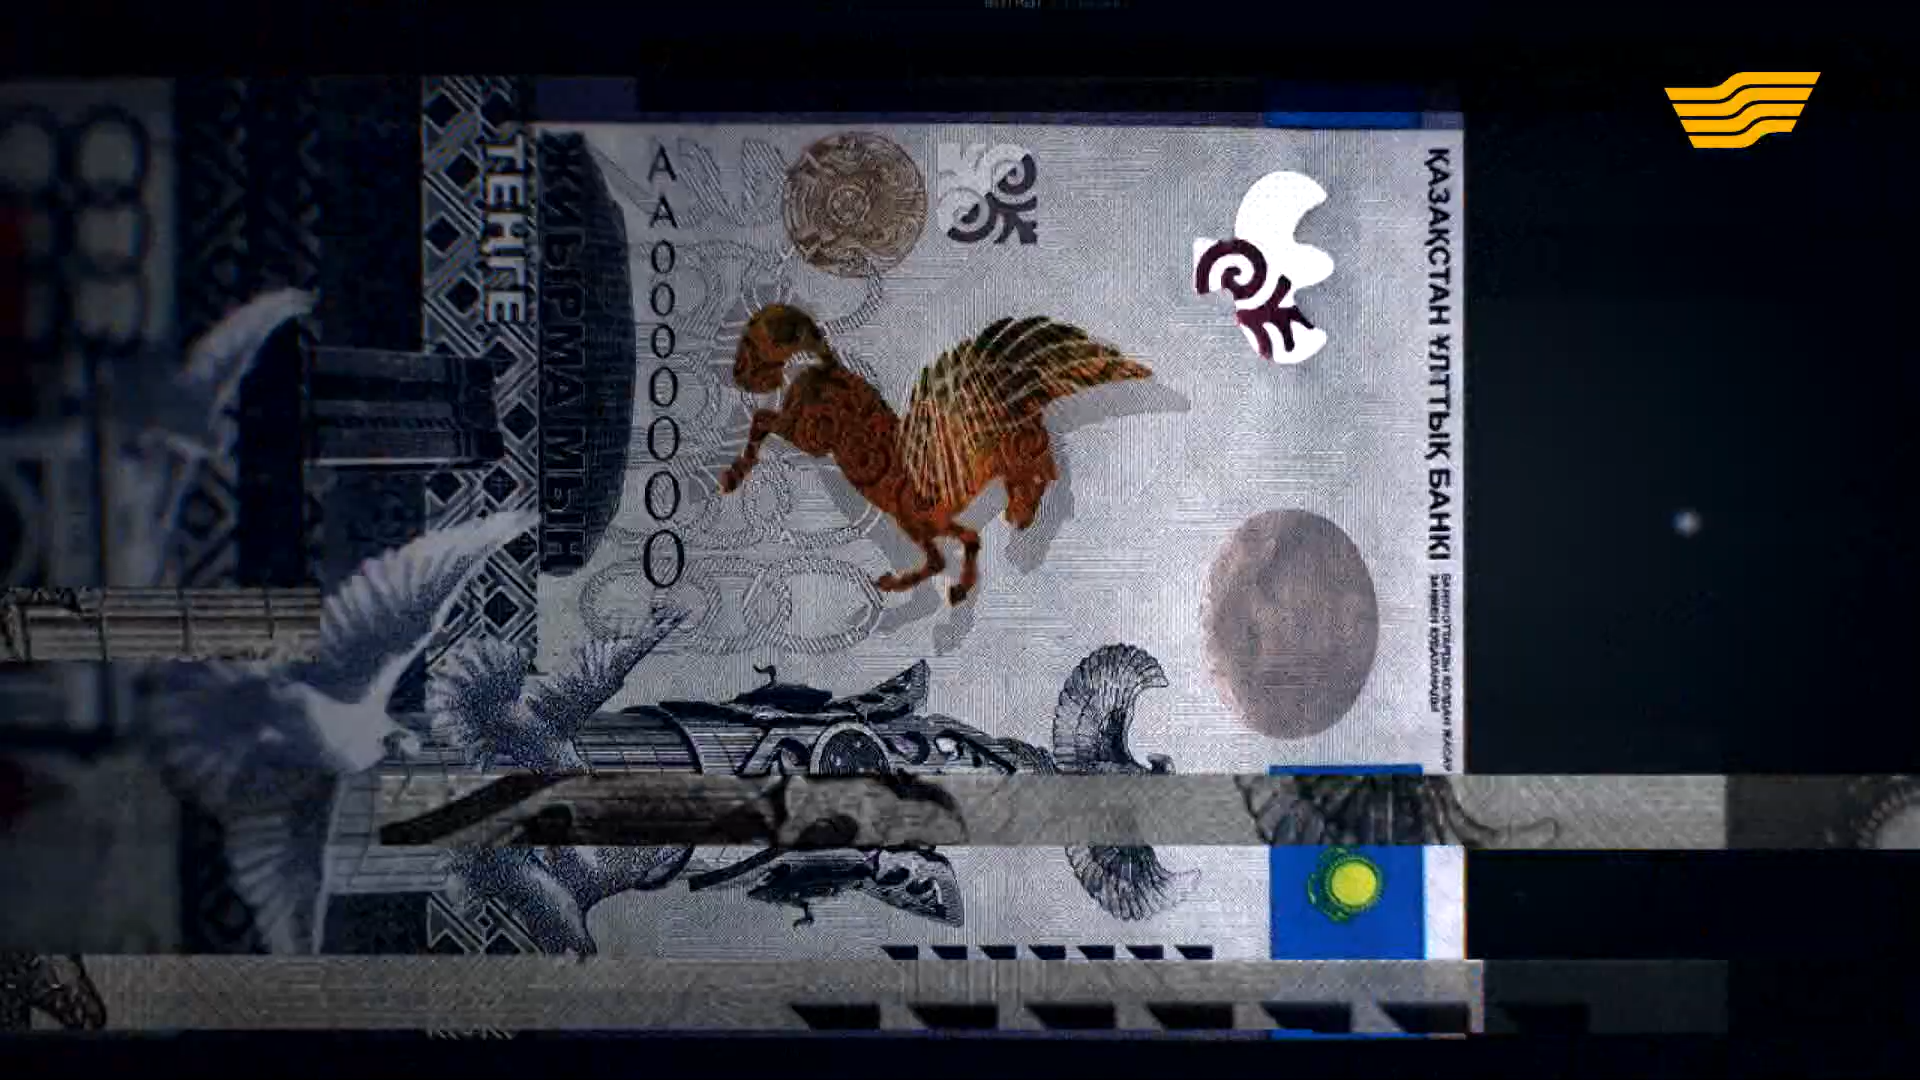 ТЕҢГЕ
ЖИЫРМА МЫҢ
АА0000000
ҚАЗАҚСТАН ҰЛТТЫҚ БАНКІ